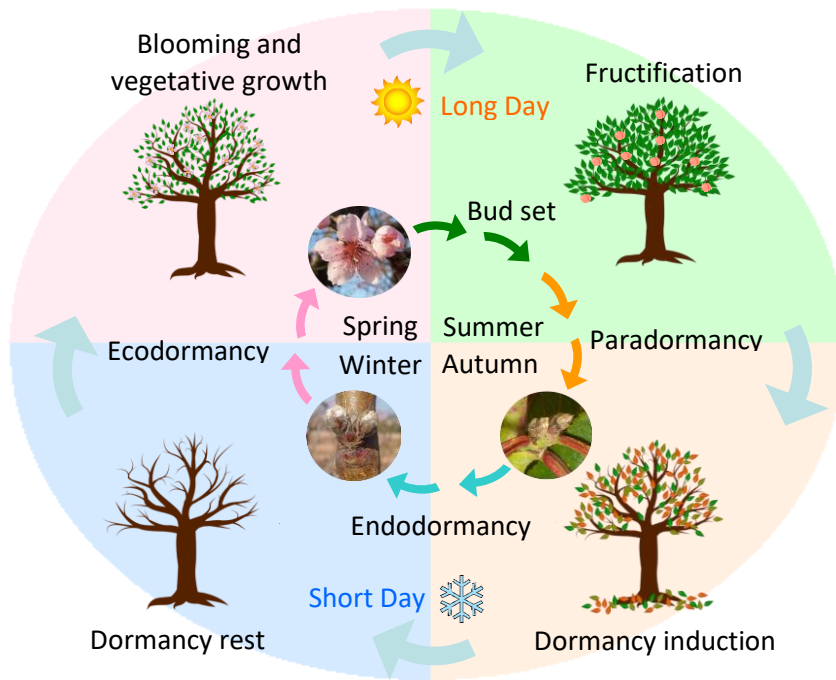 Blooming and
vegetative growth
Fructification
Long Day
Bud set
Ecodormancy
Spring
Summer
Paradormancy
Winter
Autumn
Endodormancy
Short Day
Dormancy rest
Dormancy induction